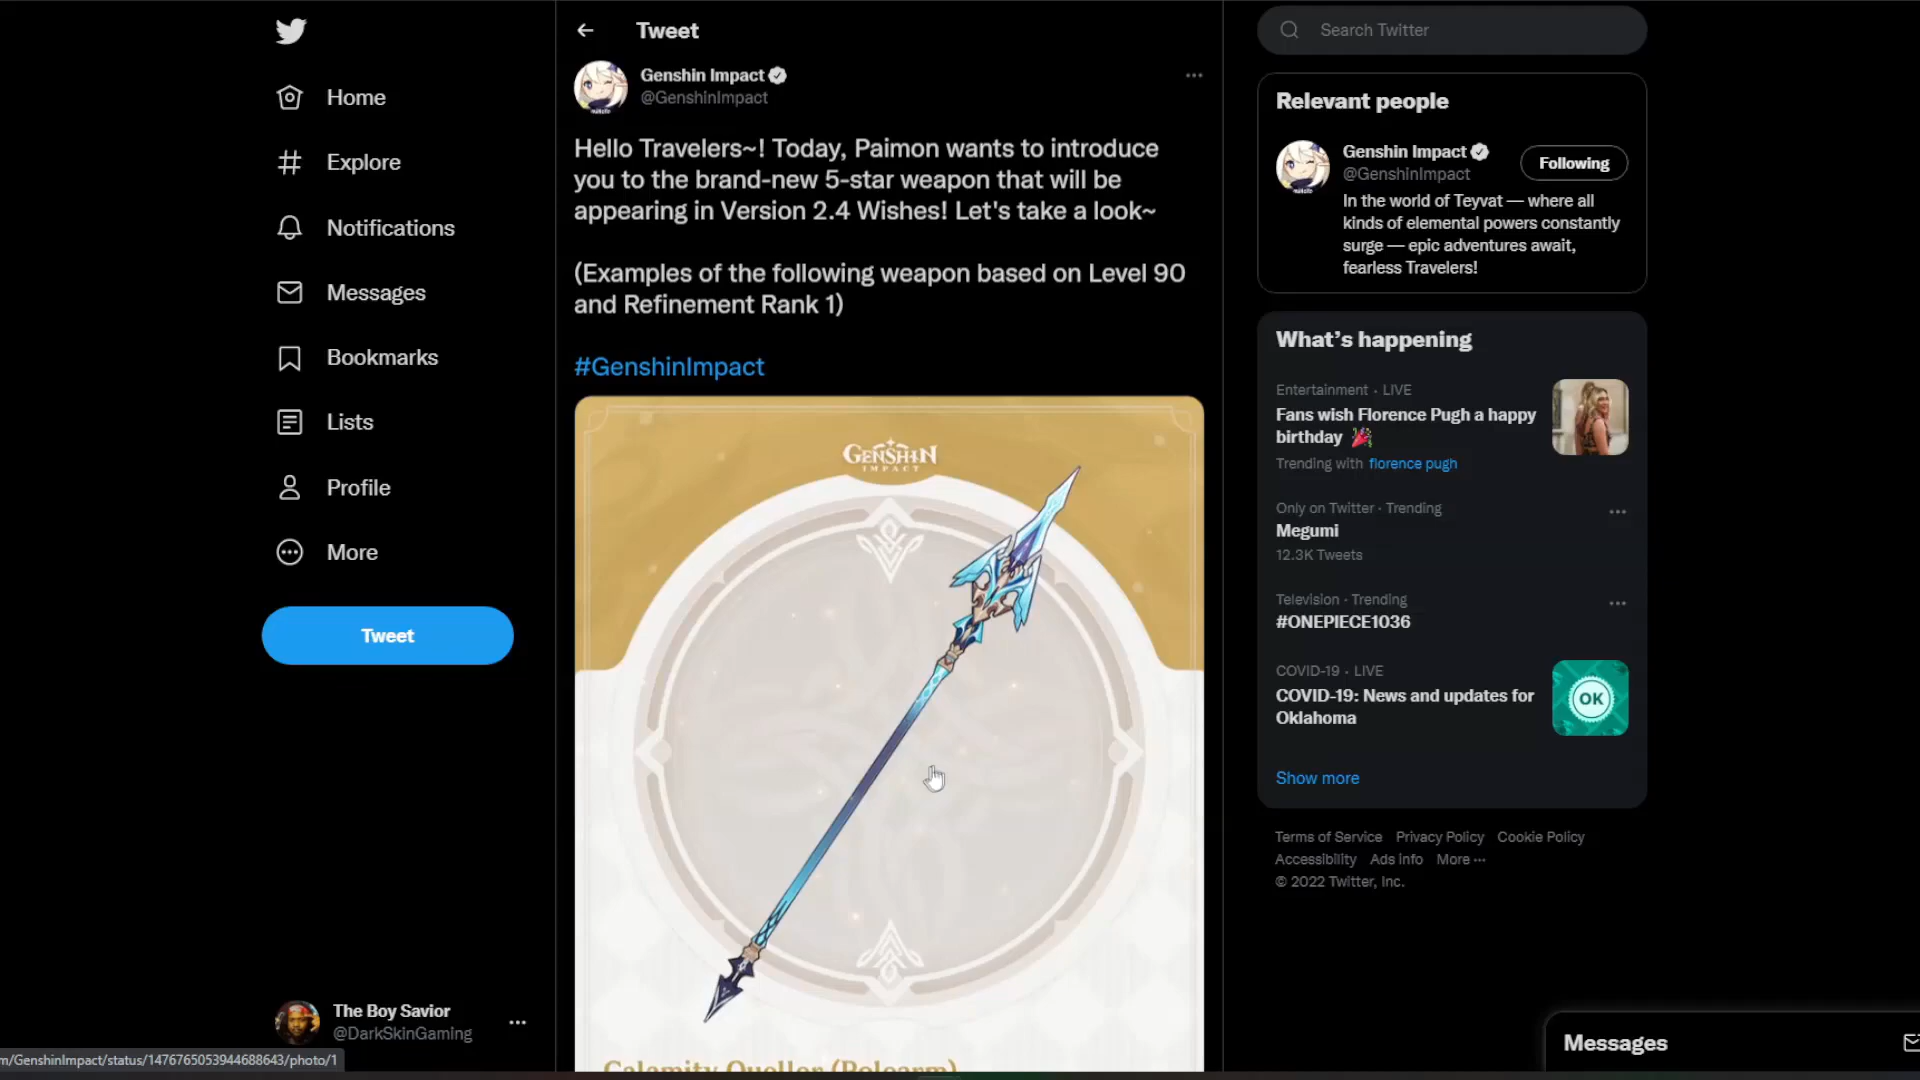 Home
Explore
Notifications
Messages
Bookmarks
Lists
Profile
More
Tweet
The Boy Savior
@DarkSkinGaming
m/GenshinImpact/status/1476765053944688643/photo/1
Tweet
Genshin Impact
@GenshinImpact
Hello Travelers~! Today, Paimon wants to introduce
you to the brand-new 5-star weapon that will be
appearing in Version 2.4 Wishes! Let's take a look~
(Examples of the following weapon based on Level 90
and Refinement Rank 1)
#GenshinImpact
GENSHIN
IMPACT
Calamity Queller (Polearm)
Search Twitter
Relevant people
Genshin Impact
@GenshinImpact
Following
In the world of Teyvat — where all
kinds of elemental powers constantly
surge — epic adventures await,
fearless Travelers!
What's happening
Entertainment · LIVE
Fans wish Florence Pugh a happy
birthday
Trending with florence pugh
Only on Twitter · Trending
Megumi
12.3K Tweets
Television · Trending
#ONEPIECE1036
COVID-19 · LIVE
COVID-19: News and updates for
Oklahoma
OK
Show more
Terms of Service Privacy Policy Cookie Policy
Accessibility Ads info More ···
© 2022 Twitter, Inc.
Messages